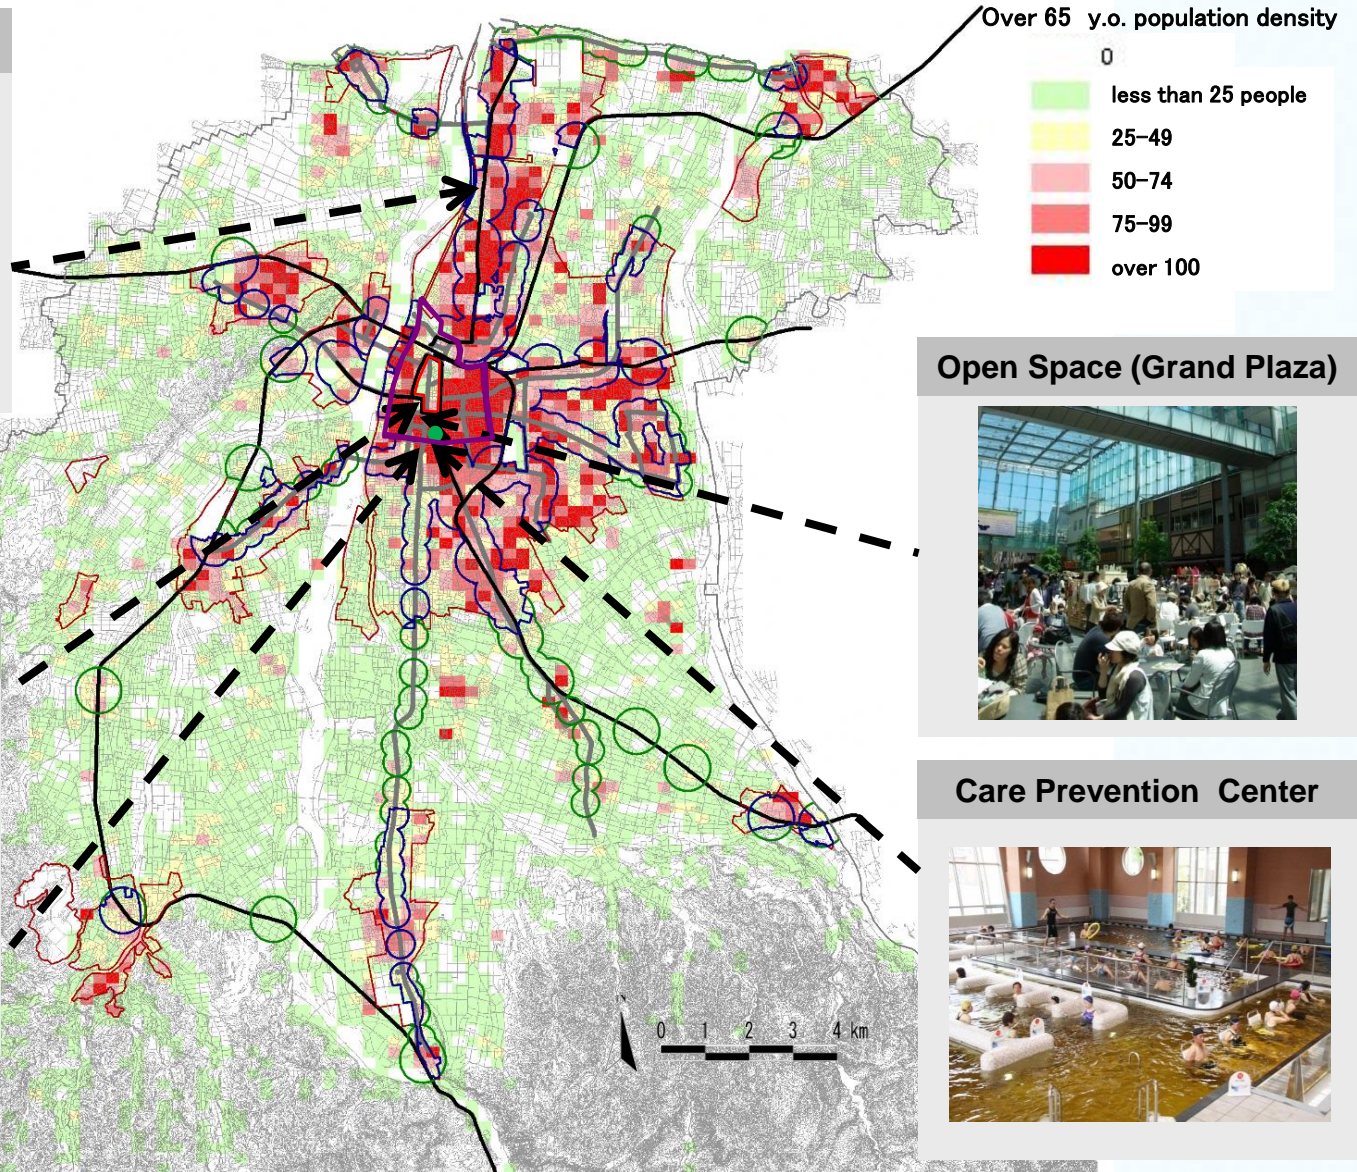 Over 65 y.o. population density
0
less than 25 people
25-49
50-74
75-99
over 100
Open Space (Grand Plaza)
Care Prevention Center
0 1 2 3 4 km